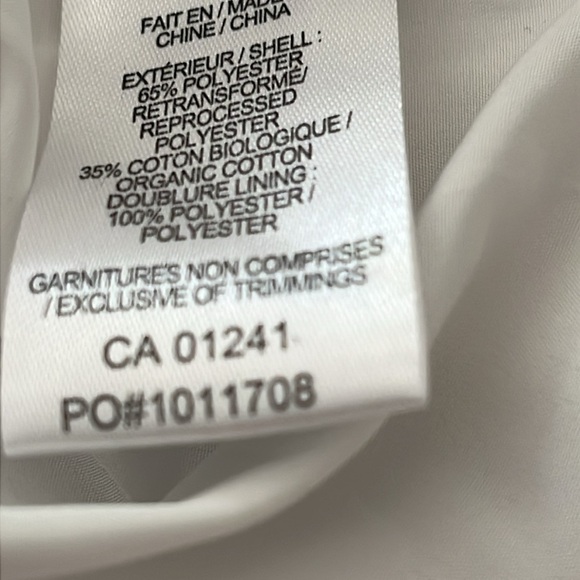 FAIT EN / MADE
CHINE / CHINA
EXTÉRIEUR / SHELL :
65% POLYESTER
RETRANSFORMÉ/
REPROCESSED
POLYESTER
35% COTON BIOLOGIQUE /
ORGANIC COTTON
DOUBLURE LINING :
100% POLYESTER /
POLYESTER
GARNITURES NON COMPRISES
/ EXCLUSIVE OF TRIMMINGS
CA 01241
PO#1011708